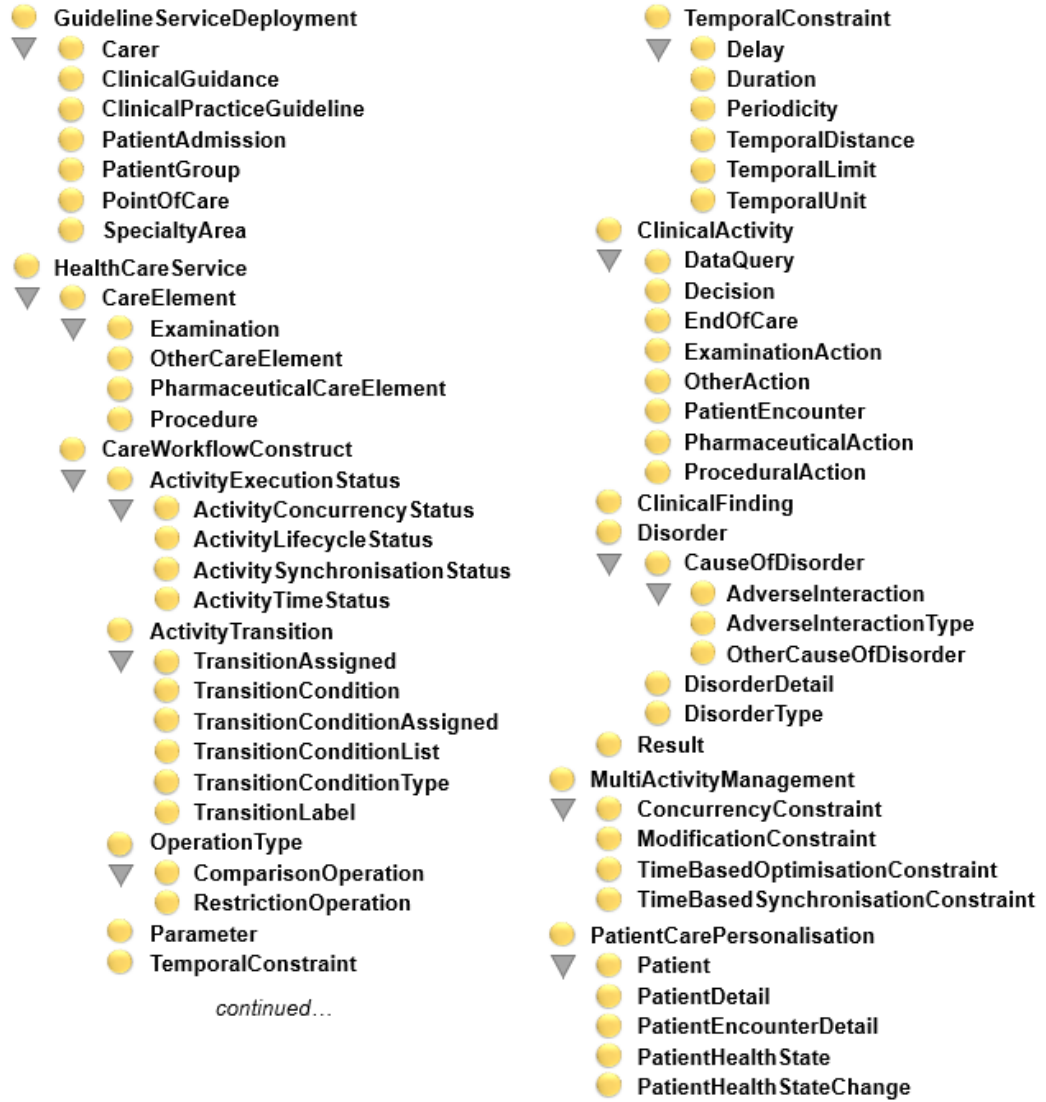 GuidelineServiceDeployment
Carer
ClinicalGuidance
ClinicalPracticeGuideline
PatientAdmission
PatientGroup
PointOfCare
SpecialtyArea
HealthCareService
CareElement
Examination
OtherCareElement
PharmaceuticalCareElement
Procedure
CareWorkflowConstruct
ActivityExecutionStatus
ActivityConcurrencyStatus
ActivityLifecycleStatus
ActivitySynchronisationStatus
ActivityTimeStatus
ActivityTransition
TransitionAssigned
TransitionCondition
TransitionConditionAssigned
TransitionConditionList
TransitionConditionType
TransitionLabel
OperationType
ComparisonOperation
RestrictionOperation
Parameter
TemporalConstraint
continued...
TemporalConstraint
Delay
Duration
Periodicity
TemporalDistance
TemporalLimit
TemporalUnit
ClinicalActivity
DataQuery
Decision
EndOfCare
ExaminationAction
OtherAction
PatientEncounter
PharmaceuticalAction
ProceduralAction
ClinicalFinding
Disorder
CauseOfDisorder
AdverseInteraction
AdverseInteractionType
OtherCauseOfDisorder
DisorderDetail
DisorderType
Result
MultiActivityManagement
ConcurrencyConstraint
ModificationConstraint
TimeBasedOptimisationConstraint
TimeBasedSynchronisationConstraint
PatientCarePersonalisation
Patient
PatientDetail
PatientEncounterDetail
PatientHealthState
PatientHealthStateChange